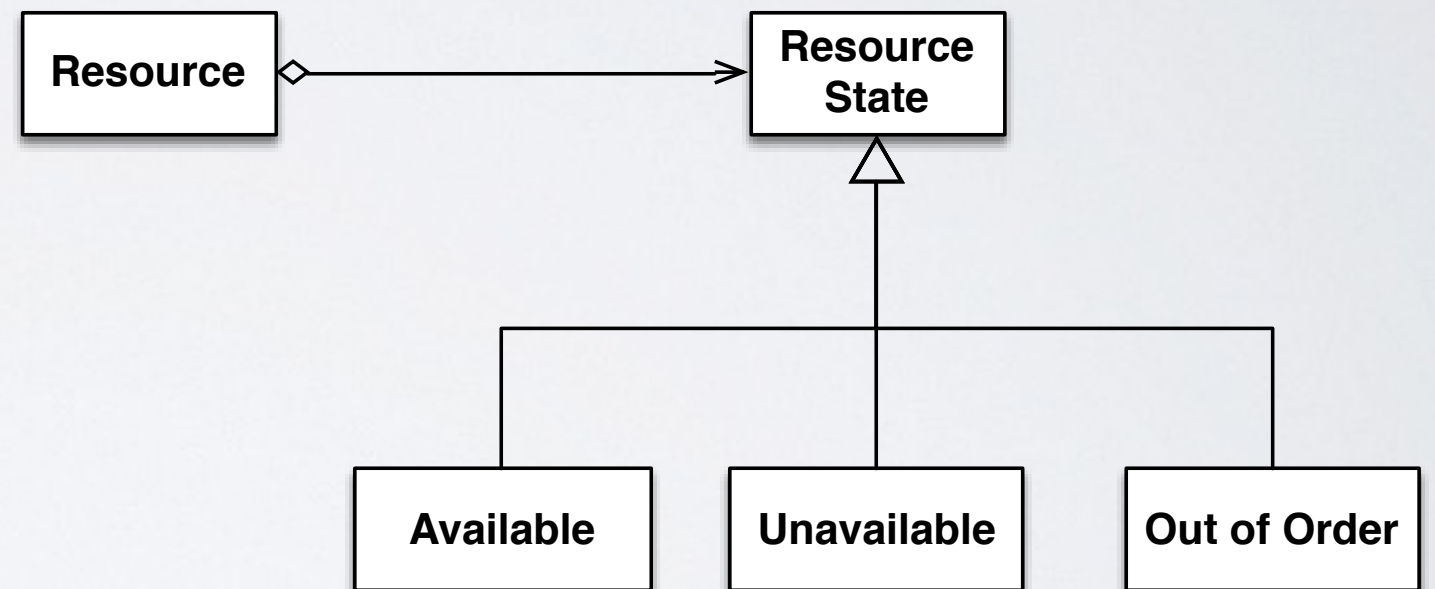 Resource
Resource
State
Available
Unavailable
Out of Order